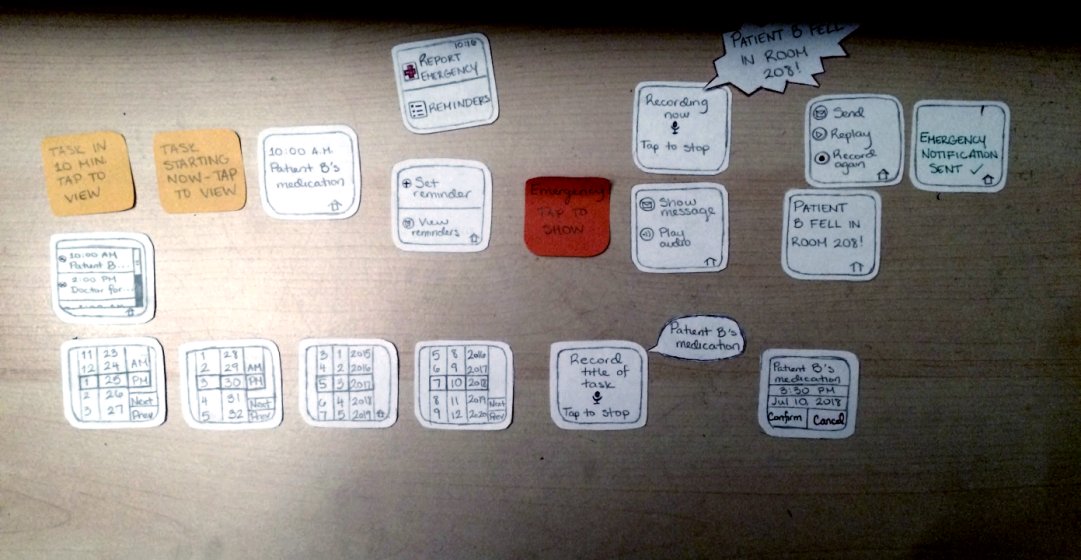 10:10
REPORT
EMERGENCY
REMINDERS
PATIENT B FELL
IN ROOM
208!
Recording
now
Tap to stop
Send
Replay
Record
again
EMERGENCY
NOTIFICATION
SENT ✓
TASK IN
10 MIN.
TAP TO
VIEW
TASK
STARTING
NOW-TAP
TO VIEW
10:00 A.M.
Patient B's
medication
Set
reminder
View
reminders
Emergency!
TAP TO
SHOW
Show
message
Play
audio
PATIENT
B FELL IN
ROOM 208!
10:00 AM
Patient B...
2:00 PM
Doctor for...
11 23
12 24 AM
1 25 PM
2 26
3 27
Next
Prev
1 28
2 29 AM
3 30 PM
4 31
5 32
Next
Prev
3 1 2015
4 2 2016
5 3 2017
6 4 2018
7 5 2019
5 8 2016
6 9 2017
7 10 2018
8 11 2019
9 12 2020
Next
Prev
Record
title of
task
Tap to stop
Patient B's
medication
Patient B's
medication
3:30 PM
Jul 10, 2018
Confirm Cancel